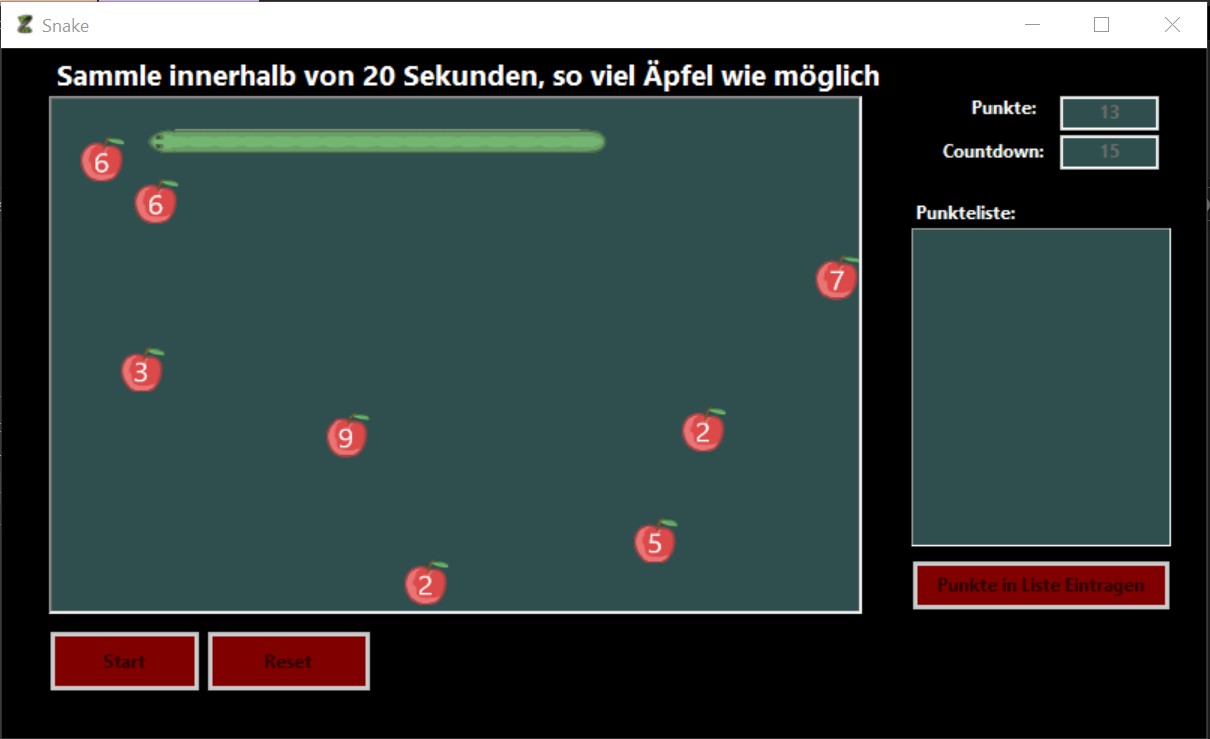 Snake
Sammle innerhalb von 20 Sekunden, so viel Äpfel wie möglich
Punkte: 13
Countdown: 15
Punkteliste:
6
6
7
3
9
2
5
2
Punkte in Liste Eintragen
Start Reset